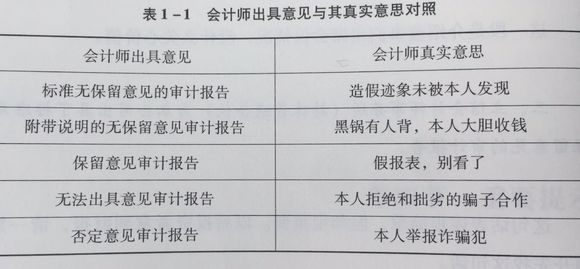 表1-1 会计师出具意见与其真实意思对照
会计师出具意见 会计师真实意思
标准无保留意见的审计报告 造假迹象未被本人发现
附带说明的无保留意见审计报告 黑锅有人背，本人大胆收钱
保留意见审计报告 假报表，别看了
无法出具意见审计报告 本人拒绝和拙劣的骗子合作
否定意见审计报告 本人举报诈骗犯